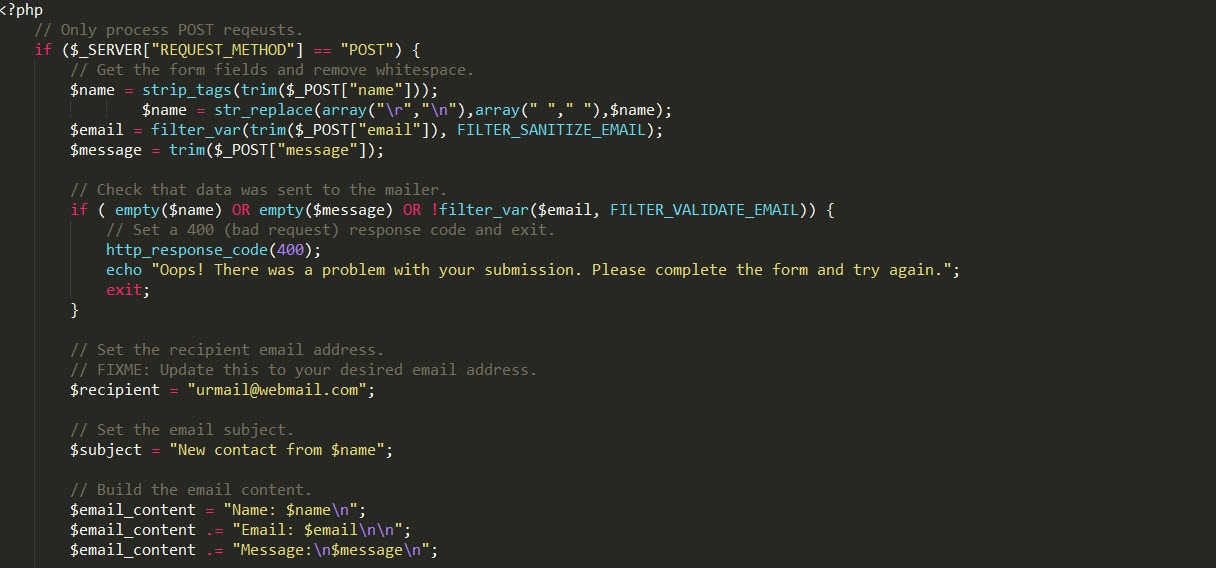 <?php
// Only process POST reqeusts.
if ($_SERVER["REQUEST_METHOD"] == "POST") {
// Get the form fields and remove whitespace.
$name = strip_tags(trim($_POST["name"]));
$name = str_replace(array("\r","\n"),array(" "," "),$name);
$email = filter_var(trim($_POST["email"]), FILTER_SANITIZE_EMAIL);
$message = trim($_POST["message"]);
// Check that data was sent to the mailer.
if ( empty($name) OR empty($message) OR !filter_var($email, FILTER_VALIDATE_EMAIL)) {
// Set a 400 (bad request) response code and exit.
http_response_code(400);
echo "Oops! There was a problem with your submission. Please complete the form and try again.";
exit;
}
// Set the recipient email address.
// FIXME: Update this to your desired email address.
$recipient = "urmail@webmail.com";
// Set the email subject.
$subject = "New contact from $name";
// Build the email content.
$email_content = "Name: $name\n";
$email_content .= "Email: $email\n\n";
$email_content .= "Message:\n$message\n";